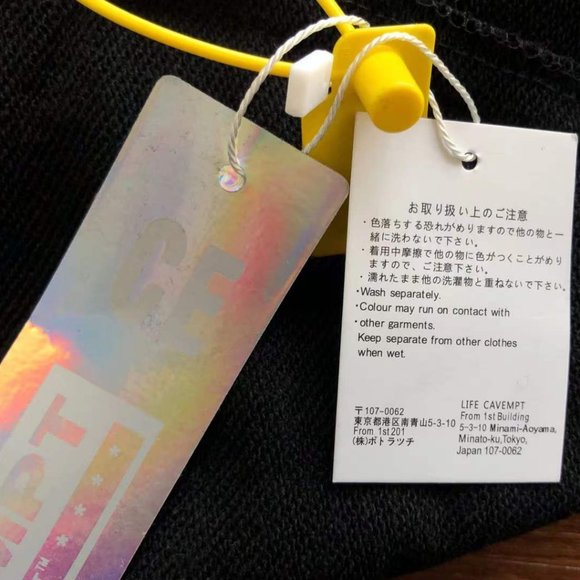 お取り扱い上のご注意
・色落ちする恐れがめりますので他の物と一
緒に洗わないで下さい。
・着用中摩擦で他の物に色がつくことがめり
ますので、ご注意下さい。
・濡れたまま他の洗濯物と重ねないで下さい。
・Wash separately.
・Colour may run on contact with
・other garments.
Keep separate from other clothes
when wet.
〒107-0062
東京都港区南青山5-3-10
From 1st201
(株)ポトラツチ
LIFE CAVEMPT
From 1st Building
5-3-10 Minami-Aoyama,
Minato-ku,Tokyo,
Japan 107-0062
MPT
TM